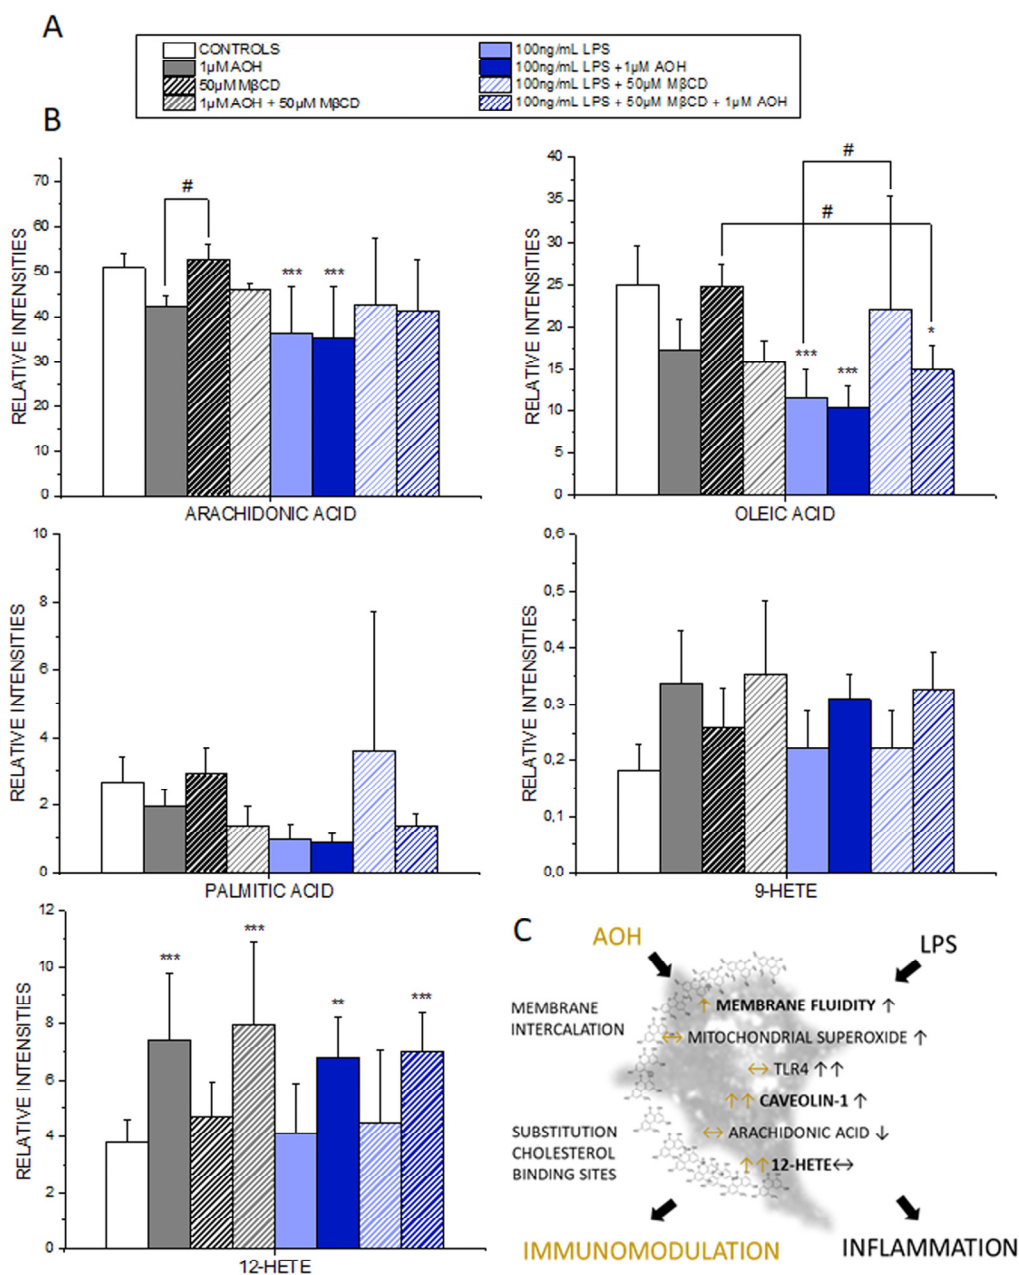 A
CONTROLS
1µM AOH
50µM MβCD
1µM AOH + 50µM MβCD
100ng/mL LPS
100ng/mL LPS +1µM AOH
100ng/mL LPS + 50µM MβCD
100ng/mL LPS + 50µM MβCD + 1µM AOH
B
RELATIVE INTENSITIES
70
60
50
40
30
20
10
0
#
***
***
ARACHIDONIC ACID
RELATIVE INTENSITIES
40
35
30
25
20
15
10
5
0
#
#
***
***
*
OLEIC ACID
RELATIVE INTENSITIES
10
8
6
4
2
0
PALMITIC ACID
RELATIVE INTENSITIES
0,6
0,5
0,4
0,3
0,2
0,1
0,0
9-HETE
RELATIVE INTENSITIES
12
10
8
6
4
2
0
***
***
**
***
12-HETE
C
AOH
LPS
MEMBRANE
INTERCALATION
↑ MEMBRANE FLUIDITY ↑
↔ MITOCHONDRIAL SUPEROXIDE ↑
↔ TLR4 ↑↑
↑↑ CAVEOLIN-1 ↑
SUBSTITUTION
CHOLESTEROL
BINDING SITES
↔ ARACHIDONIC ACID ↓
↑↑ 12-HETE↔
IMMUNOMODULATION
INFLAMMATION